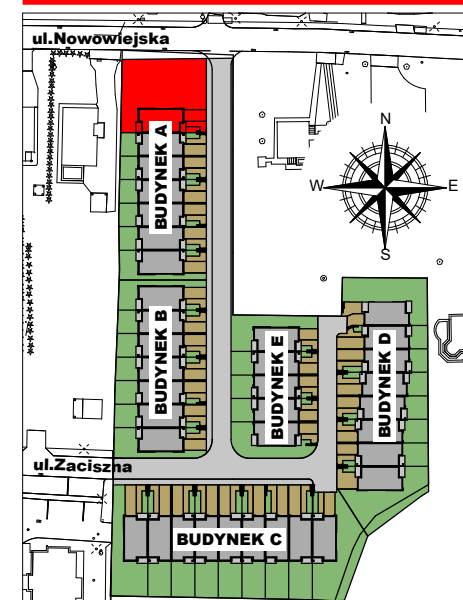 ul.Nowowiejska
BUDYNEK A
N
W
E
S
BUDYNEK B
BUDYNEK E
BUDYNEK D
ul.Zaciszna
BUDYNEK C